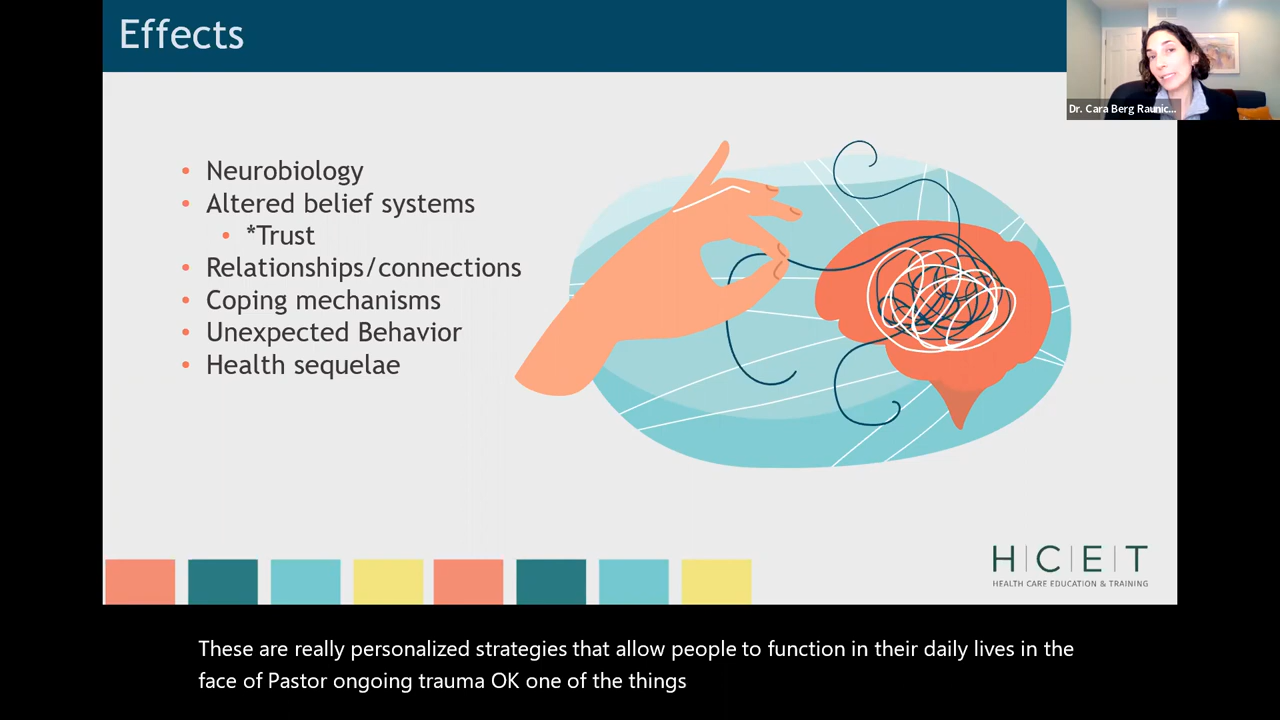 Effects
Dr. Cara Berg Raunic...
• Neurobiology
• Altered belief systems
• *Trust
• Relationships/connections
• Coping mechanisms
• Unexpected Behavior
• Health sequelae
H|C|E|T
HEALTH CARE EDUCATION & TRAINING
These are really personalized strategies that allow people to function in their daily lives in the
face of Pastor ongoing trauma OK one of the things